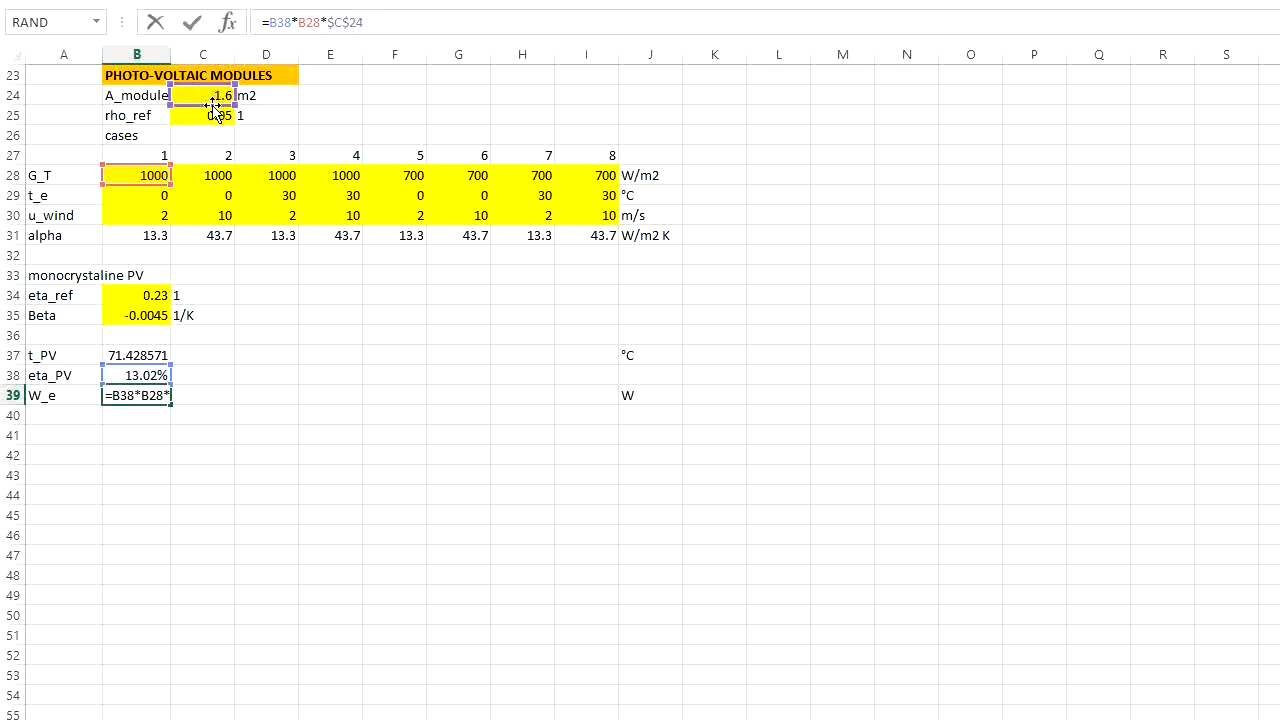 RAND =B38*B28*$C$24
A B C D E F G H I J K L M N O P Q R S
23 PHOTO-VOLTAIC MODULES
24 A_module 1.6 m2
25 rho_ref 0.05 1
26 cases
27 1 2 3 4 5 6 7 8
28 G_T 1000 1000 1000 1000 700 700 700 700 W/m2
29 t_e 0 0 30 30 0 0 30 30 °C
30 u_wind 2 10 2 10 2 10 2 10 m/s
31 alpha 13.3 43.7 13.3 43.7 13.3 43.7 13.3 43.7 W/m2 K
32
33 monocrystaline PV
34 eta_ref 0.23 1
35 Beta -0.0045 1/K
36
37 t_PV 71.428571 °C
38 eta_PV 13.02%
39 W_e =B38*B28* W
40
41
42
43
44
45
46
47
48
49
50
51
52
53
54
55